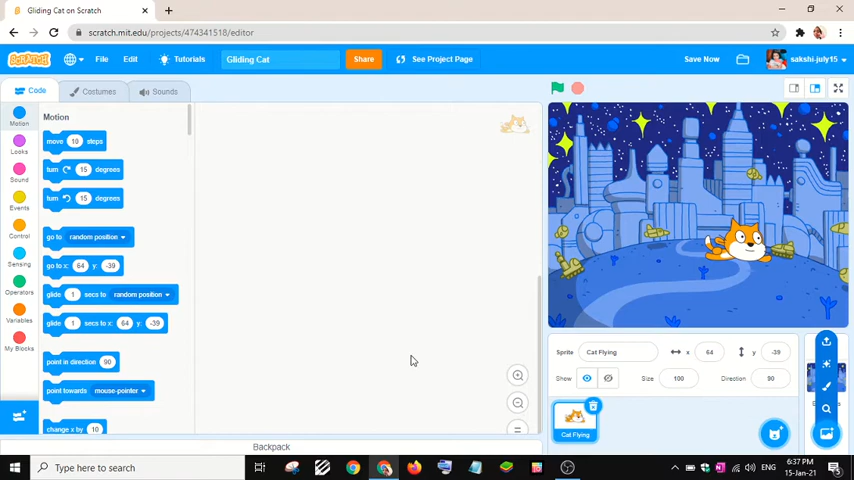 Gliding Cat on Scratch
scratch.mit.edu/projects/474341518/editor
SCRATCH
File
Edit
Tutorials
Gliding Cat
Share
See Project Page
Save Now
sakshi-july15
Code
Costumes
Sounds
Motion
Looks
Sound
Events
Control
Sensing
Operators
Variables
My Blocks
Motion
move 10 steps
turn 15 degrees
turn 15 degrees
go to random position
go to x: 64 y: -39
glide 1 secs to random position
glide 1 secs to x: 64 y: -39
point in direction 90
point towards mouse-pointer
change x by 10
Sprite Cat Flying x 64 y -39
Show Size 100 Direction 90
Cat Flying
Backpack
Type here to search
ENG
6:37 PM
15-Jan-21